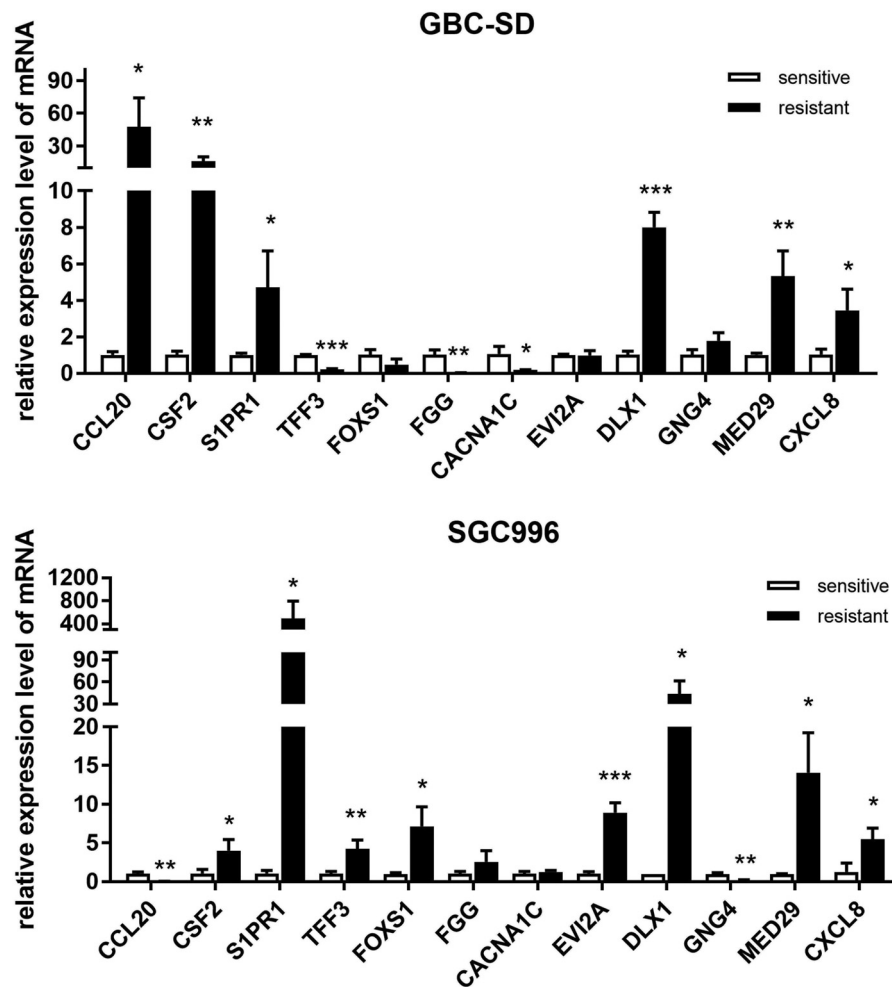 GBC-SD
relative expression level of mRNA
90
60
30
10
8
6
4
2
0
sensitive
resistant
* ** * *** ** * *** ** *
CCL20 CSF2 S1PR1 TFF3 FOXS1 FGG CACNA1C EVI2A DLX1 GNG4 MED29 CXCL8
SGC996
relative expression level of mRNA
1200
800
400
90
60
30
20
15
10
5
0
sensitive
resistant
** * * ** * *** * ** * *
CCL20 CSF2 S1PR1 TFF3 FOXS1 FGG CACNA1C EVI2A DLX1 GNG4 MED29 CXCL8